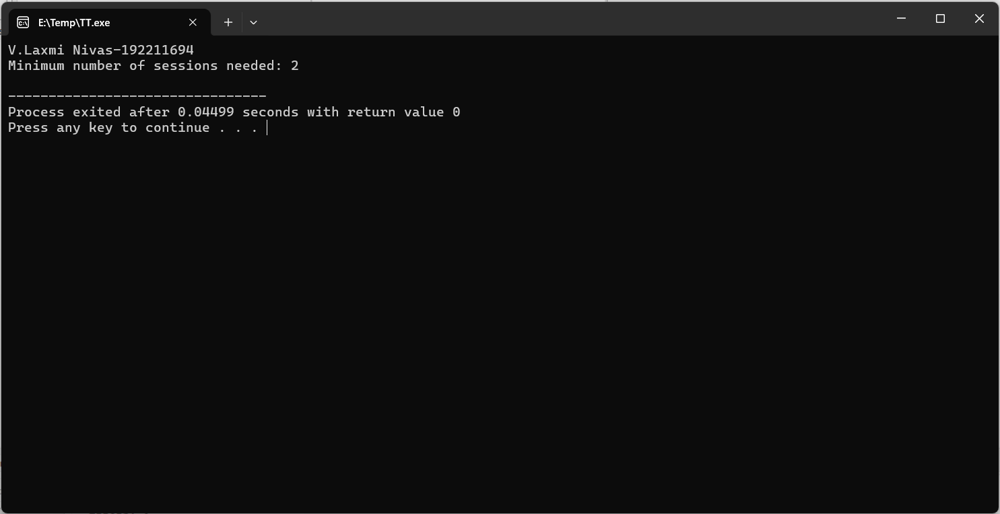 E:\Temp\TT.exe
V.Laxmi Nivas-192211694
Minimum number of sessions needed: 2
--------------------------------
Process exited after 0.04499 seconds with return value 0
Press any key to continue . . .